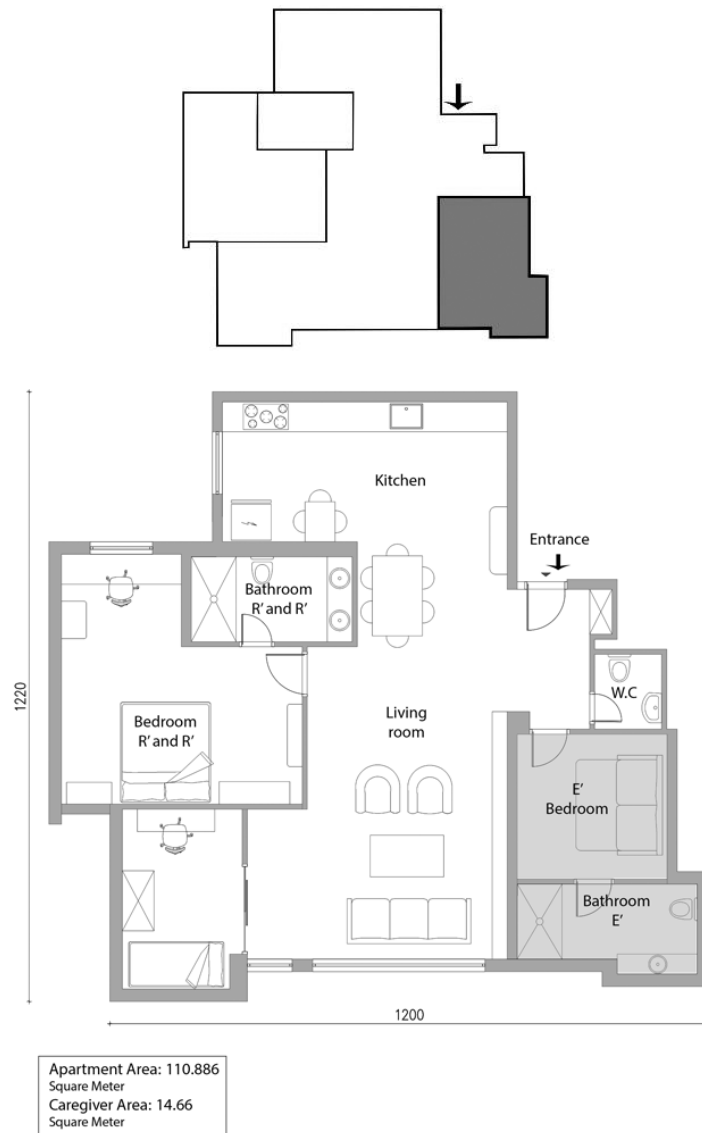 Kitchen
Entrance
Bathroom
R' and R'
W.C
1220
Bedroom
R' and R'
Living
room
E'
Bedroom
Bathroom
E'
1200
Apartment Area: 110.886
Square Meter
Caregiver Area: 14.66
Square Meter